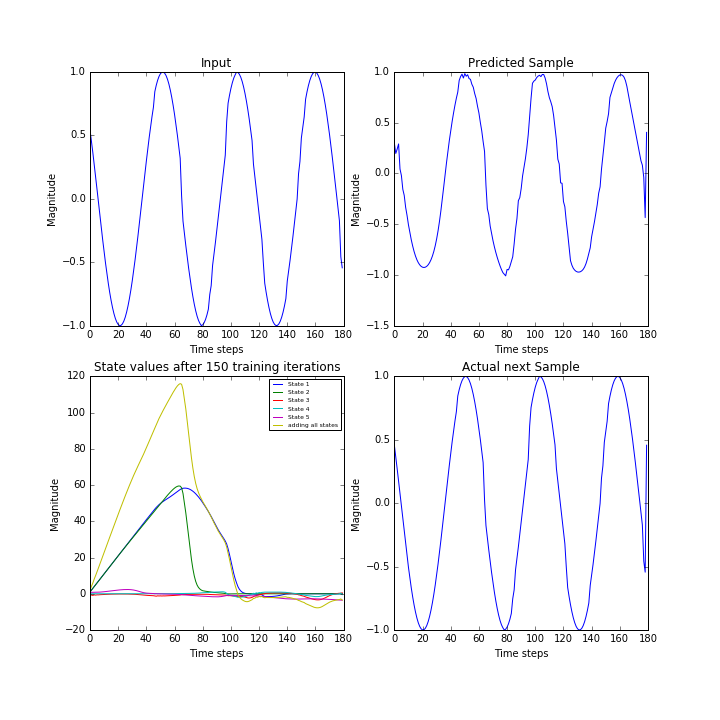 Input
Magnitude
1.0
0.5
0.0
−0.5
−1.0
0 20 40 60 80 100 120 140 160 180
Time steps
Predicted Sample
Magnitude
1.0
0.5
0.0
−0.5
−1.0
−1.5
0 20 40 60 80 100 120 140 160 180
Time steps
State values after 150 training iterations
Magnitude
120
100
80
60
40
20
0
−20
State 1
State 2
State 3
State 4
State 5
adding all states
0 20 40 60 80 100 120 140 160 180
Time steps
Actual next Sample
Magnitude
1.0
0.5
0.0
−0.5
−1.0
0 20 40 60 80 100 120 140 160 180
Time steps